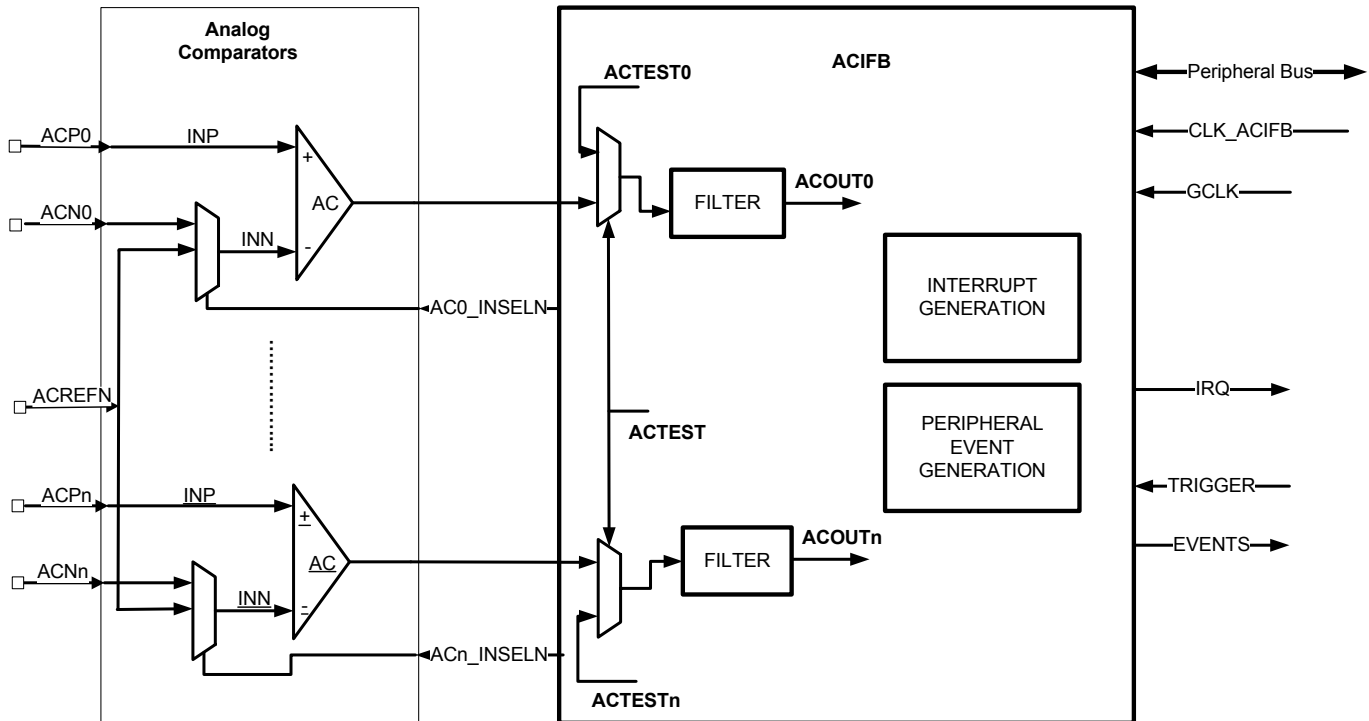 Analog
Comparators
ACIFB
ACTEST0
Peripheral Bus
ACP0
INP
CLK_ACIFB
+
AC
FILTER
ACOUT0
GCLK
ACN0
INN
-
INTERRUPT
GENERATION
AC0_INSELN
ACREFN
IRQ
ACTEST
PERIPHERAL
EVENT
GENERATION
ACPn
INP
TRIGGER
+
ACOUTn
AC
FILTER
EVENTS
ACNn
INN
-
ACn_INSELN
ACTESTn